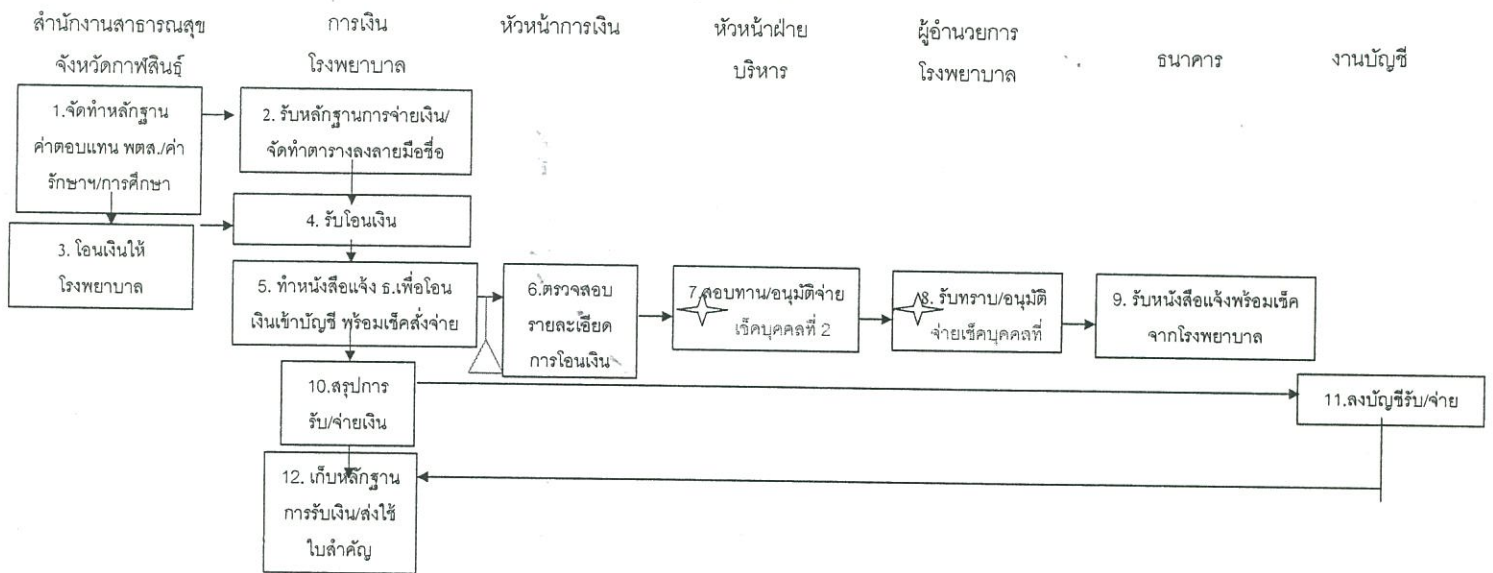 สำนักงานสาธารณสุข
จังหวัดกาฬสินธุ์
การเงิน
โรงพยาบาล
หัวหน้าการเงิน
หัวหน้าฝ่าย
บริหาร
ผู้อำนวยการ
โรงพยาบาล
ธนาคาร
งานบัญชี
1.จัดทำหลักฐาน
ค่าตอบแทน พตส./ค่า
รักษาฯ/การศึกษา
2. รับหลักฐานการจ่ายเงิน/
จัดทำตารางลงลายมือชื่อ
3. โอนเงินให้
โรงพยาบาล
4. รับโอนเงิน
5. ทำหนังสือแจ้ง ธ.เพื่อโอน
เงินเข้าบัญชี พร้อมเช็คสั่งจ่าย
6.ตรวจสอบ
รายละเอียด
การโอนเงิน
7.สอบทาน/อนุมัติจ่าย
เช็คบุคคลที่ 2
8. รับทราบ/อนุมัติ
จ่ายเช็คบุคคลที่
9. รับหนังสือแจ้งพร้อมเช็ค
จากโรงพยาบาล
10.สรุปการ
รับ/จ่ายเงิน
11.ลงบัญชีรับ/จ่าย
12. เก็บหลักฐาน
การรับเงิน/ส่งใช้
ใบสำคัญ